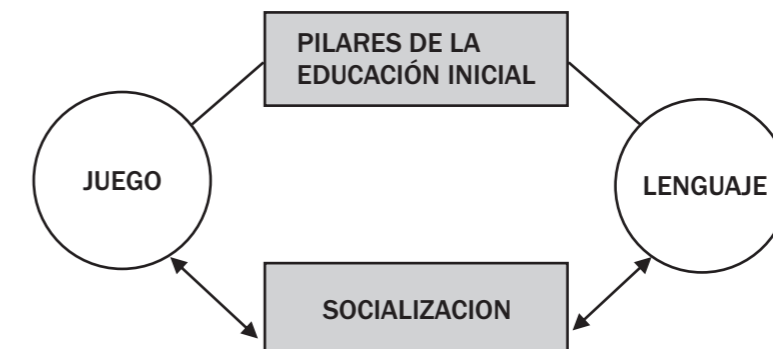 PILARES DE LA
EDUCACIÓN INICIAL
JUEGO
LENGUAJE
SOCIALIZACION